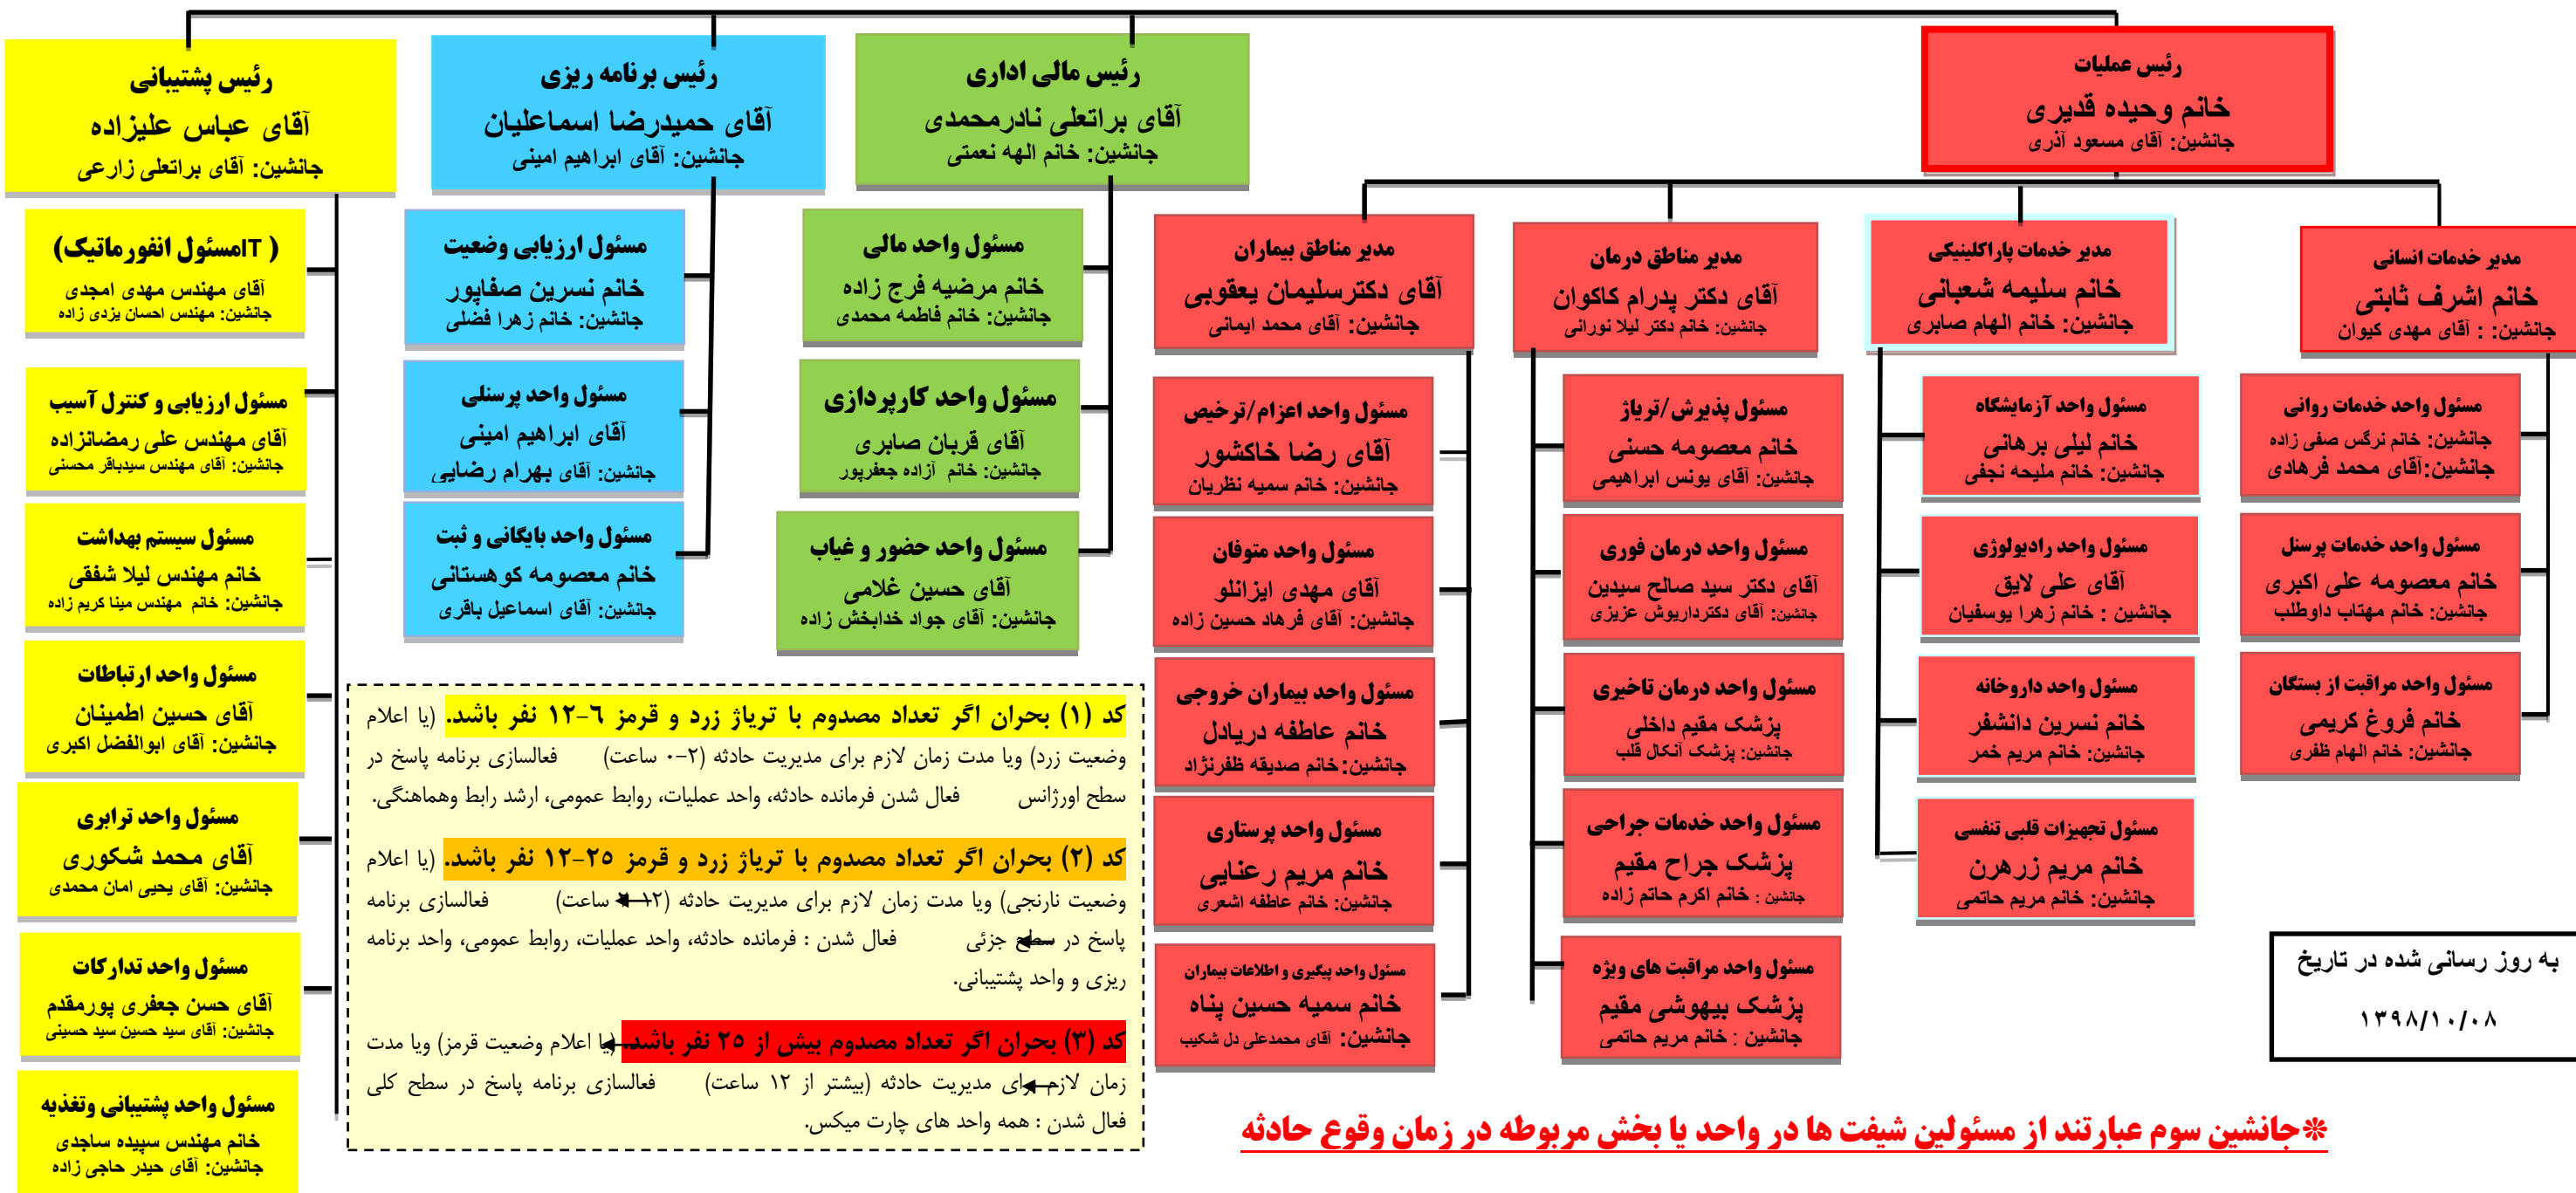 رئیس عملیات
خانم وحیده قدیری
جانشین: آقای مسعود آذری
رئیس مالی اداری
آقای براتعلی نادرمحمدی
جانشین: خانم الهه نعمتی
رئیس برنامه ریزی
آقای حمیدرضا اسماعلیان
جانشین: آقای ابراهیم امینی
رئیس پشتیبانی
آقای عباس علیزاده
جانشین: آقای براتعلی زارعی
مدیر خدمات انسانی
خانم اشرف ثابتی
جانشین: : آقای مهدی کیوان
مسئول واحد خدمات روانی
جانشین: خانم نرگس صفی زاده
جانشین:آقای محمد فرهادی
مسئول واحد خدمات پرسنل
خانم معصومه علی اکبری
جانشین: خانم مهتاب داوطلب
مسئول واحد مراقبت از بستگان
خانم فروغ کریمی
جانشین: خانم الهام ظفری
مدیر خدمات پاراکلینیکی
خانم سلیمه شعبانی
جانشین: خانم الهام صابری
مسئول واحد آزمایشگاه
خانم لیلی برهانی
جانشین: خانم ملیحه نجفی
مسئول واحد رادیولوژی
آقای علی لایق
جانشین : خانم زهرا یوسفیان
مسئول واحد داروخانه
خانم نسرین دانشفر
جانشین: خانم مریم خمر
مسئول تجهیزات قلبی تنفسی
خانم مریم زرهرن
جانشین: خانم مریم حاتمی
مدیر مناطق درمان
آقای دکتر پدرام کاکوان
جانشین: خانم دکتر لیلا نورانی
مسئول پذیرش/تریاژ
خانم معصومه حسنی
جانشین: آقای یونس ابراهیمی
مسئول واحد درمان فوری
آقای دکتر سید صالح سیدین
جانشین: آقای دکترداریوش عزیزی
مسئول واحد درمان تاخیری
پزشک مقیم داخلی
جانشین: پزشک آنکال قلب
مسئول واحد خدمات جراحی
پزشک جراح مقیم
جانشین : خانم اکرم حاتم زاده
مسئول واحد مراقبت های ویژه
پزشک بیهوشی مقیم
جانشین : خانم مریم حاتمی
مدیر مناطق بیماران
آقای دکترسلیمان یعقوبی
جانشین: آقای محمد ایمانی
مسئول واحد اعزام/ترخیص
آقای رضا خاکشور
جانشین: خانم سمیه نظریان
مسئول واحد متوفان
آقای مهدی ایزانلو
جانشین: آقای فرهاد حسین زاده
مسئول واحد بیماران خروجی
خانم عاطفه دریادل
جانشین:خانم صدیقه ظفرنژاد
مسئول واحد پرستاری
خانم مریم رعنایی
جانشین: خانم عاطفه اشعری
مسئول واحد پیگیری و اطلاعات بیماران
خانم سمیه حسین پناه
جانشین: آقای محمدعلی دل شکیب
مسئول واحد مالی
خانم مرضیه فرج زاده
جانشین: خانم فاطمه محمدی
مسئول واحد کارپردازی
آقای قربان صابری
جانشین: خانم آزاده جعفرپور
مسئول واحد حضور و غیاب
آقای حسین غلامی
جانشین: آقای جواد خدابخش زاده
مسئول ارزیابی وضعیت
خانم نسرین صفاپور
جانشین: خانم زهرا فضلی
مسئول واحد پرسنلی
آقای ابراهیم امینی
جانشین: آقای بهرام رضایی
مسئول واحد بایگانی و ثبت
خانم معصومه کوهستانی
جانشین: آقای اسماعیل باقری
( ITمسئول انفورماتیک)
آقای مهندس مهدی امجدی
جانشین: مهندس احسان یزدی زاده
مسئول ارزیابی و کنترل آسیب
آقای مهندس علی رمضانزاده
جانشین: آقای مهندس سیدباقر محسنی
مسئول سیستم بهداشت
خانم مهندس لیلا شفقی
جانشین: خانم مهندس مینا کریم زاده
مسئول واحد ارتباطات
آقای حسین اطمینان
جانشین: آقای ابوالفضل اکبری
مسئول واحد ترابری
آقای محمد شکوری
جانشین: آقای یحیی امان محمدی
مسئول واحد تدارکات
آقای حسن جعفری پورمقدم
جانشین: آقای سید حسین سید حسینی
مسئول واحد پشتیبانی وتغذیه
خانم مهندس سپیده ساجدی
جانشین: آقای حیدر حاجی زاده
کد (۱) بحران اگر تعداد مصدوم با تریاژ زرد و قرمز ٦-۱۲ نفر باشد. (یا اعلام
وضعیت زرد) ویا مدت زمان لازم برای مدیریت حادثه (۲-۰ ساعت) فعالسازی برنامه پاسخ در
سطح اورژانس فعال شدن فرمانده حادثه، واحد عملیات، روابط عمومی، ارشد رابط وهماهنگی.
کد (۲) بحران اگر تعداد مصدوم با تریاژ زرد و قرمز ۲۵-۱۲ نفر باشد. (یا اعلام
وضعیت نارنجی) ویا مدت زمان لازم برای مدیریت حادثه (۱۲ ساعت) فعالسازی برنامه
پاسخ در سطح جزئی فعال شدن : فرمانده حادثه، واحد عملیات، روابط عمومی، واحد برنامه
ریزی و واحد پشتیبانی.
کد (۳) بحران اگر تعداد مصدوم بیش از ۲۵ نفر باشد. (یا اعلام وضعیت قرمز) ویا مدت
زمان لازم برای مدیریت حادثه (بیشتر از ۱۲ ساعت) فعالسازی برنامه پاسخ در سطح کلی
فعال شدن : همه واحد های چارت میکس.
به روز رسانی شده در تاریخ
۱۳۹۸/۱۰/۰۸
*جانشین سوم عبارتند از مسئولین شیفت ها در واحد یا بخش مربوطه در زمان وقوع حادثه